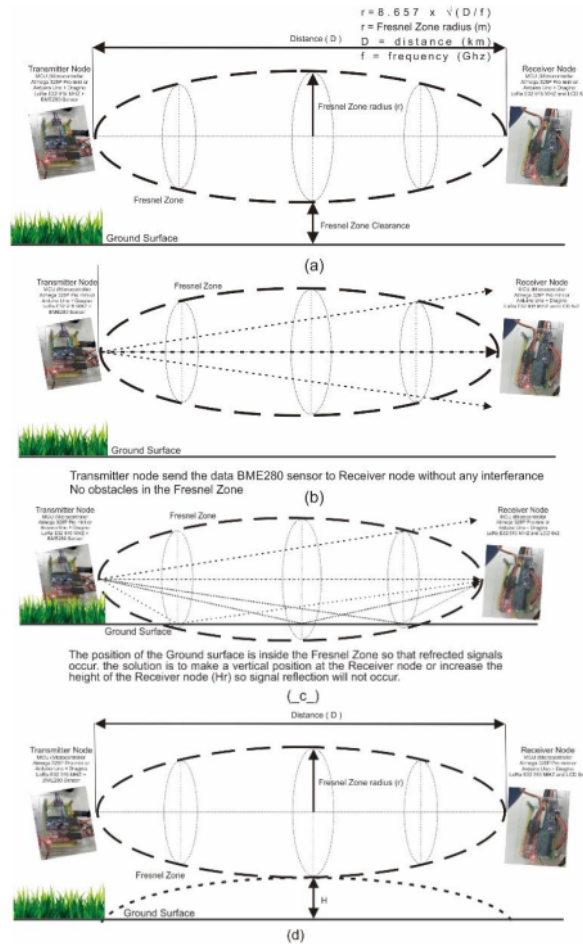 r = 8.657 x √(D/f)
r = Fresnel Zone radius (m)
D = distance (km)
f = frequency (Ghz)
Distance ( D )
Transmitter Node
Receiver Node
Fresnel Zone radius (r)
Fresnel Zone
Fresnel Zone Clearance
Ground Surface
(a)
Transmitter Node
Receiver Node
Fresnel Zone
Ground Surface
Transmitter node send the data BME280 sensor to Receiver node without any interferance
No obstacles in the Fresnel Zone
(b)
Transmitter Node
Receiver Node
Fresnel Zone
Ground Surface
The position of the Ground surface is inside the Fresnel Zone so that refrected signals
occur. the solution is to make a vertical position at the Receiver node or increase the
height of the Receiver node (Hr) so signal reflection will not occur.
(_c_)
Distance ( D )
Transmitter Node
Receiver Node
Fresnel Zone radius (r)
Fresnel Zone
H
Ground Surface
(d)